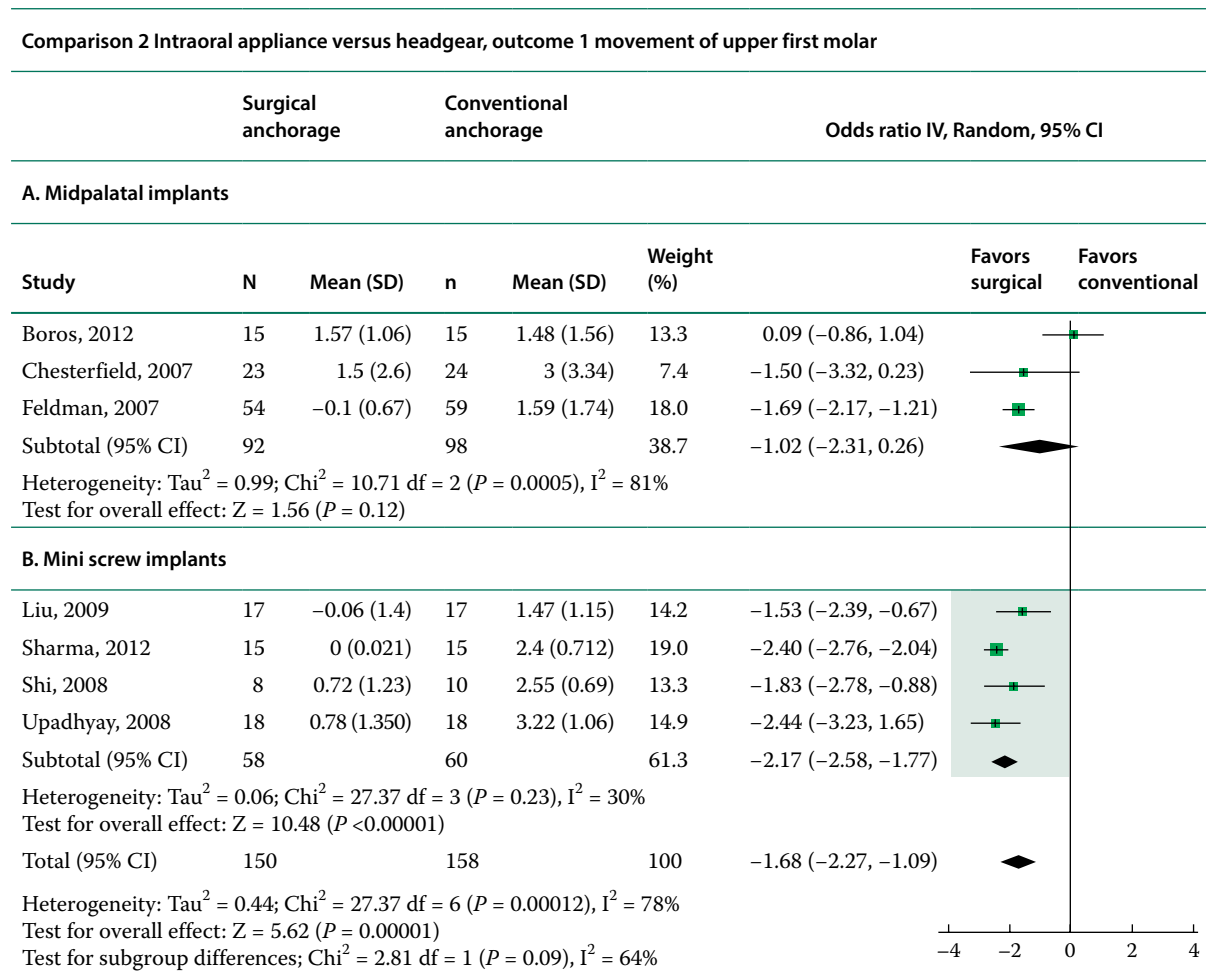 Comparison 2 Intraoral appliance versus headgear, outcome 1 movement of upper first molar
Surgical anchorage Conventional anchorage Odds ratio IV, Random, 95% CI
A. Midpalatal implants
Study N Mean (SD) n Mean (SD) Weight (%) Favors surgical Favors conventional
Boros, 2012 15 1.57 (1.06) 15 1.48 (1.56) 13.3 0.09 (−0.86, 1.04)
Chesterfield, 2007 23 1.5 (2.6) 24 3 (3.34) 7.4 −1.50 (−3.32, 0.23)
Feldman, 2007 54 −0.1 (0.67) 59 1.59 (1.74) 18.0 −1.69 (−2.17, −1.21)
Subtotal (95% CI) 92 98 38.7 −1.02 (−2.31, 0.26)
Heterogeneity: Tau² = 0.99; Chi² = 10.71 df = 2 (P = 0.0005), I² = 81%
Test for overall effect: Z = 1.56 (P = 0.12)
B. Mini screw implants
Liu, 2009 17 −0.06 (1.4) 17 1.47 (1.15) 14.2 −1.53 (−2.39, −0.67)
Sharma, 2012 15 0 (0.021) 15 2.4 (0.712) 19.0 −2.40 (−2.76, −2.04)
Shi, 2008 8 0.72 (1.23) 10 2.55 (0.69) 13.3 −1.83 (−2.78, −0.88)
Upadhyay, 2008 18 0.78 (1.350) 18 3.22 (1.06) 14.9 −2.44 (−3.23, 1.65)
Subtotal (95% CI) 58 60 61.3 −2.17 (−2.58, −1.77)
Heterogeneity: Tau² = 0.06; Chi² = 27.37 df = 3 (P = 0.23), I² = 30%
Test for overall effect: Z = 10.48 (P <0.00001)
Total (95% CI) 150 158 100 −1.68 (−2.27, −1.09)
Heterogeneity: Tau² = 0.44; Chi² = 27.37 df = 6 (P = 0.00012), I² = 78%
Test for overall effect: Z = 5.62 (P = 0.00001)
Test for subgroup differences; Chi² = 2.81 df = 1 (P = 0.09), I² = 64%
−4 −2 0 2 4